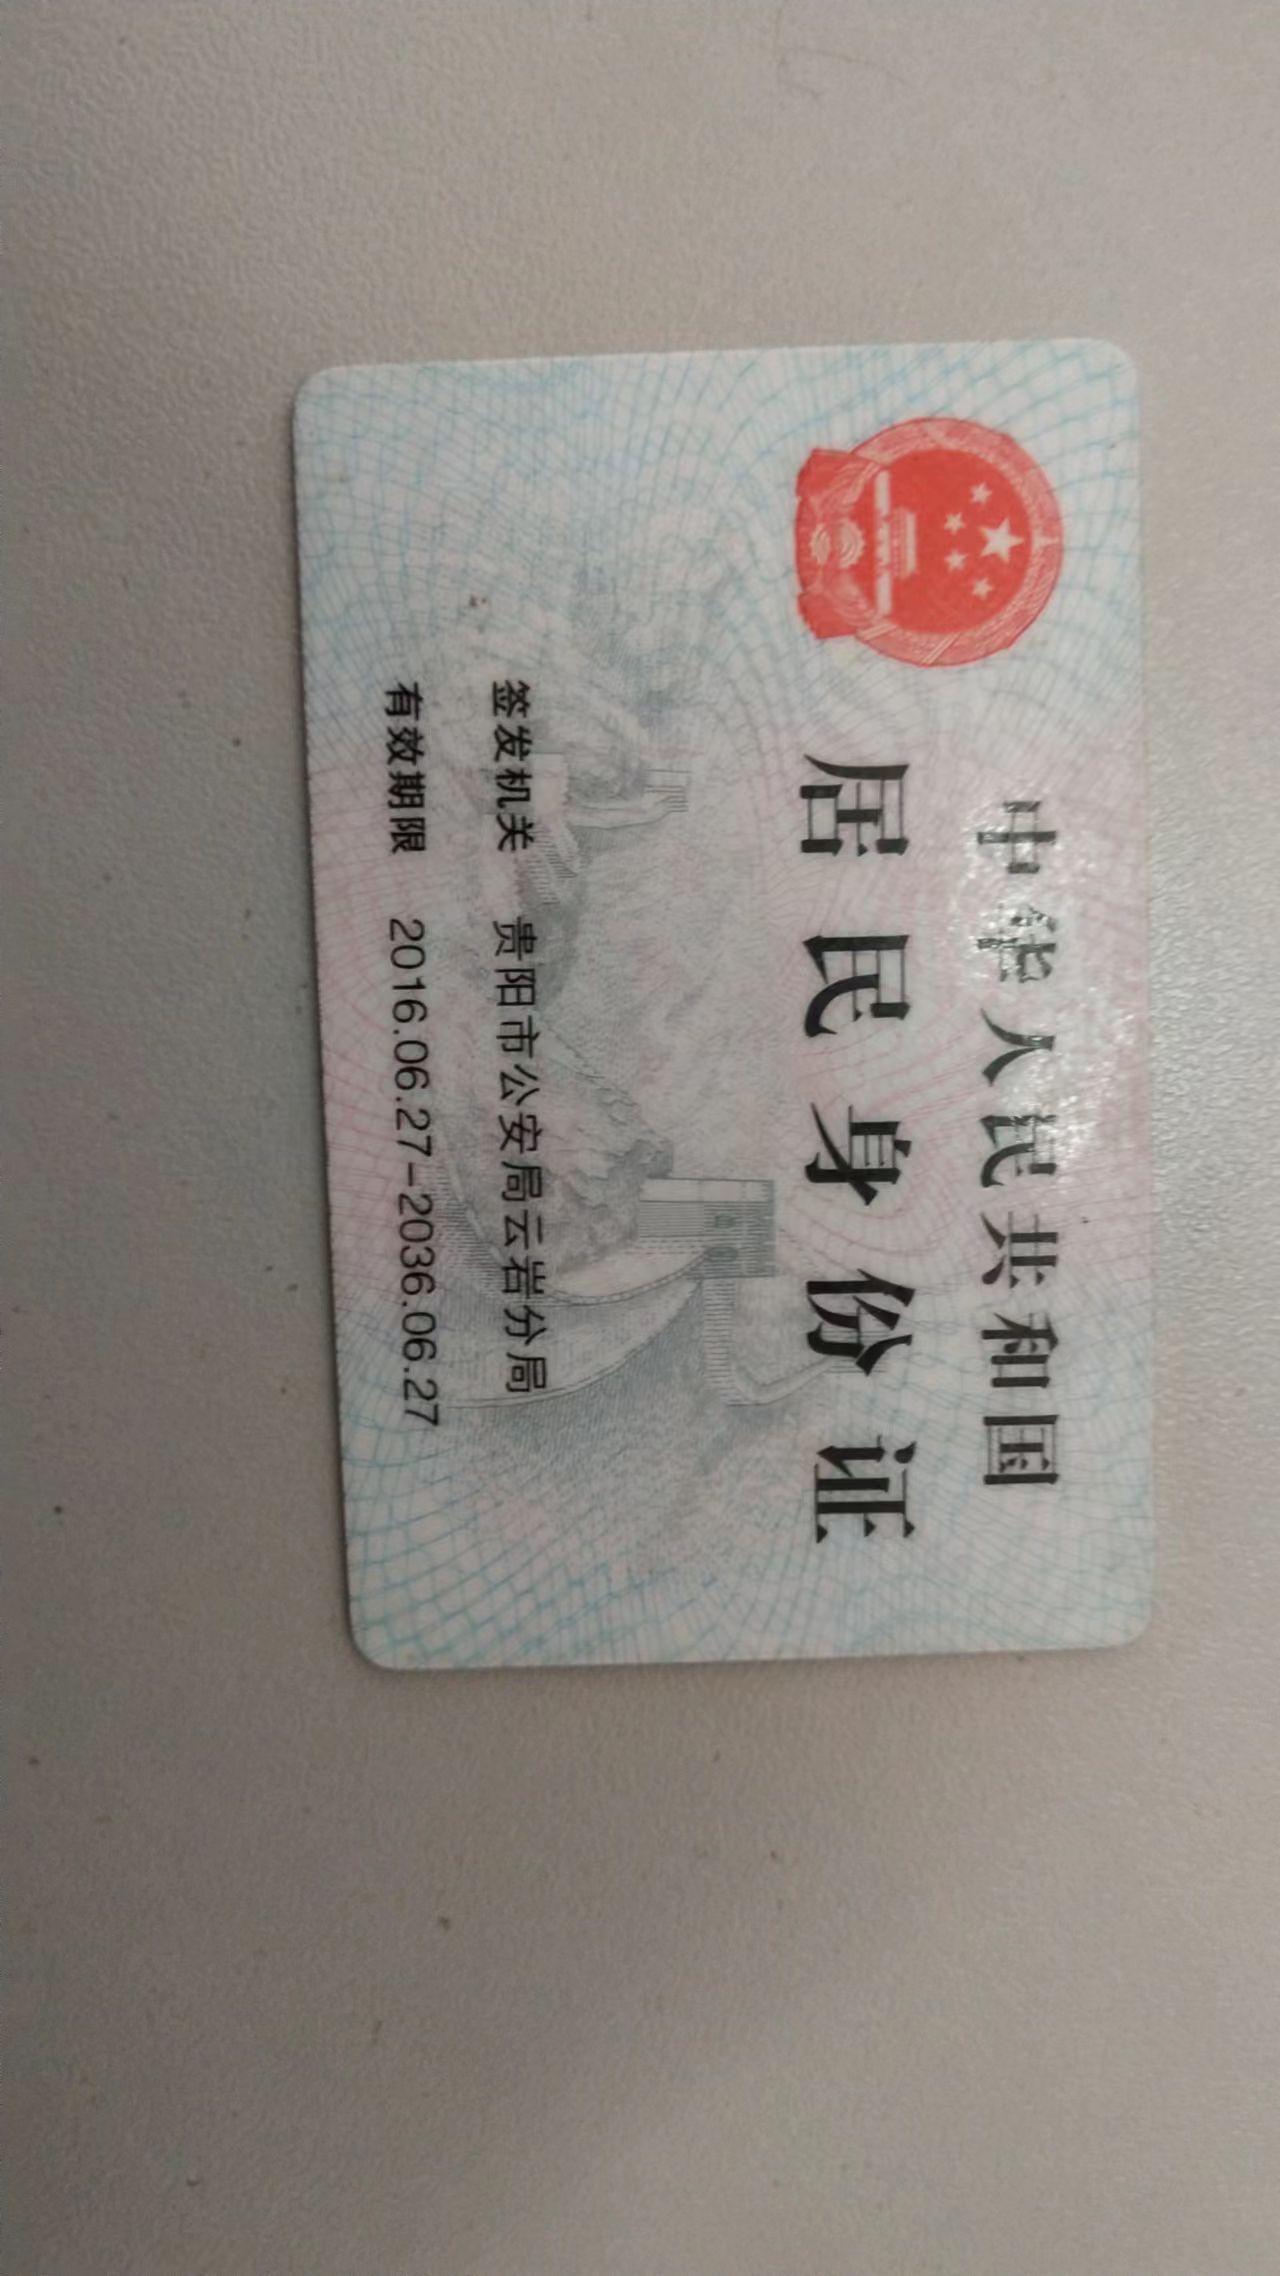 中华人民共和国
居民身份证
签发机关 贵阳市公安局云岩分局
有效期限 2016.06.27-2036.06.27